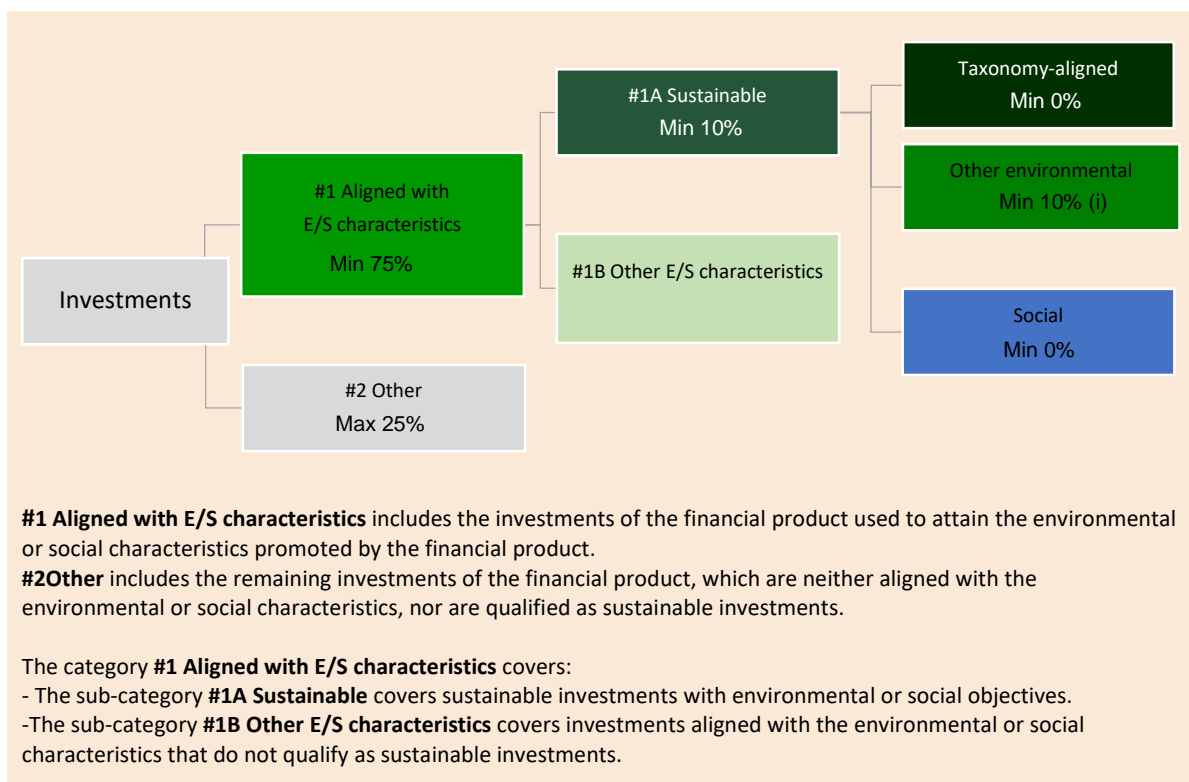 Taxonomy-aligned
Min 0%
#1A Sustainable
Min 10%
Other environmental
Min 10% (i)
#1 Aligned with
E/S characteristics
Min 75%
#1B Other E/S characteristics
Investments
Social
Min 0%
#2 Other
Max 25%
#1 Aligned with E/S characteristics includes the investments of the financial product used to attain the environmental
or social characteristics promoted by the financial product.
#2Other includes the remaining investments of the financial product, which are neither aligned with the
environmental or social characteristics, nor are qualified as sustainable investments.
The category #1 Aligned with E/S characteristics covers:
- The sub-category #1A Sustainable covers sustainable investments with environmental or social objectives.
-The sub-category #1B Other E/S characteristics covers investments aligned with the environmental or social
characteristics that do not qualify as sustainable investments.